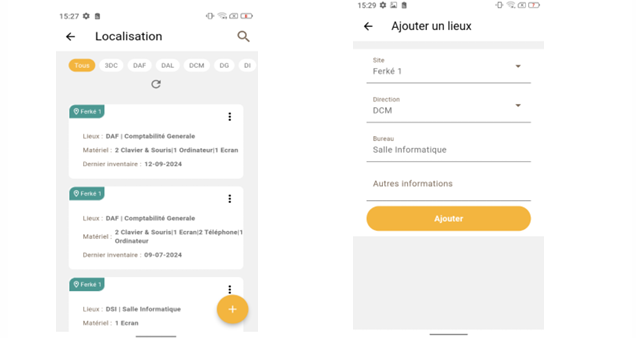 15:27
Localisation
Tous 3DC DAF DAL DCM DG DI
Ferké 1
Lieux : DAF | Comptabilité Generale
Matériel : 2 Clavier & Souris|1 Ordinateur|1 Ecran
Dernier inventaire : 12-09-2024
Ferké 1
Lieux : DAF | Comptabilité Generale
Matériel : 2 Clavier & Souris|1 Ecran|2 Téléphone|1
Ordinateur
Dernier inventaire : 09-07-2024
Ferké 1
Lieux : DSI | Salle Informatique
Matériel : 1 Ecran
15:29
Ajouter un lieux
Site
Ferké 1
Direction
DCM
Bureau
Salle Informatique
Autres informations
Ajouter